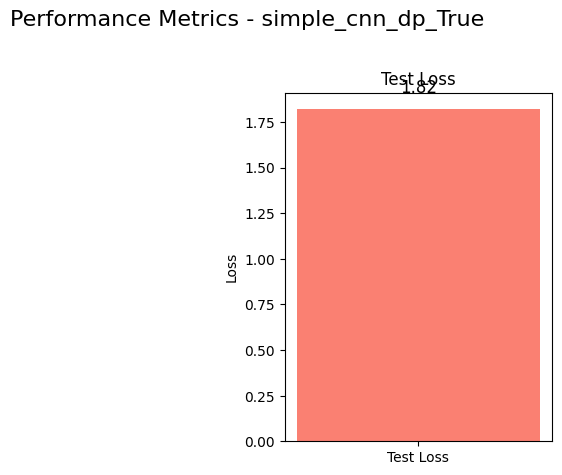 Performance Metrics - simple_cnn_dp_True
Test Loss
1.82
1.75
1.50
1.25
1.00
0.75
0.50
0.25
0.00
Loss
Test Loss